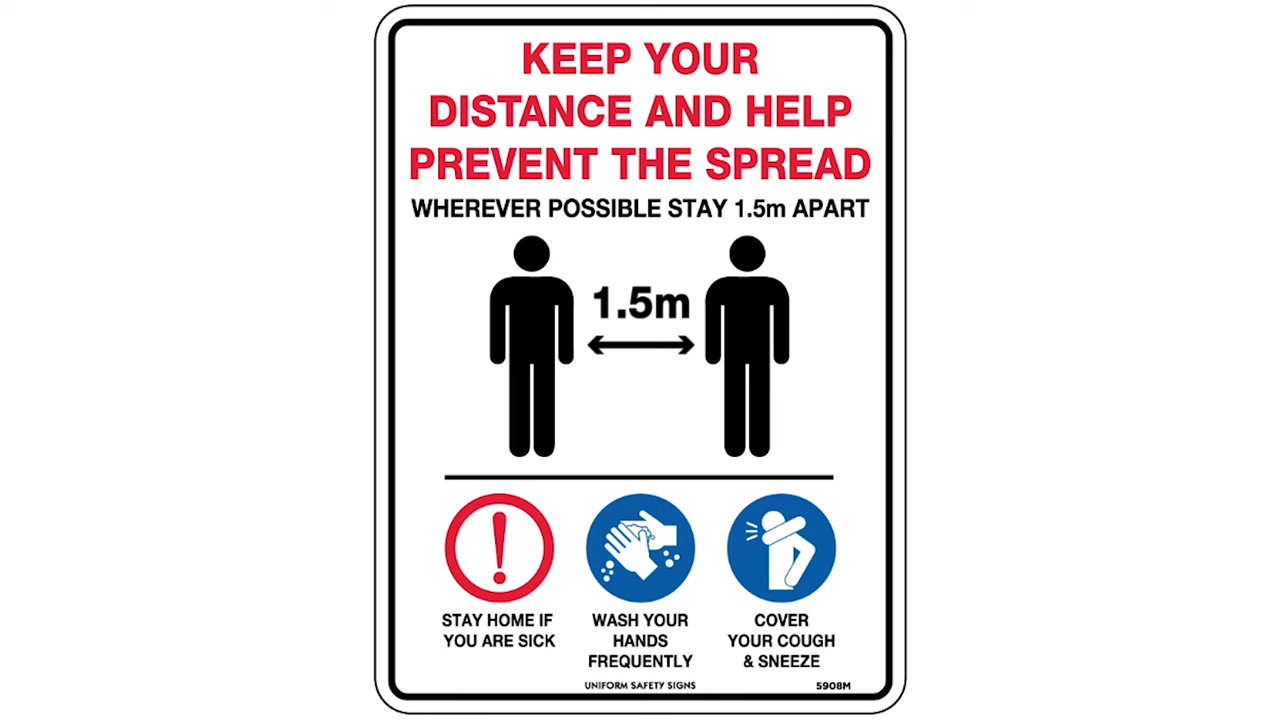 KEEP YOUR
DISTANCE AND HELP
PREVENT THE SPREAD
WHEREVER POSSIBLE STAY 1.5m APART
1.5m
STAY HOME IF
YOU ARE SICK
WASH YOUR
HANDS
FREQUENTLY
COVER
YOUR COUGH
& SNEEZE
UNIFORM SAFETY SIGNS
5908M